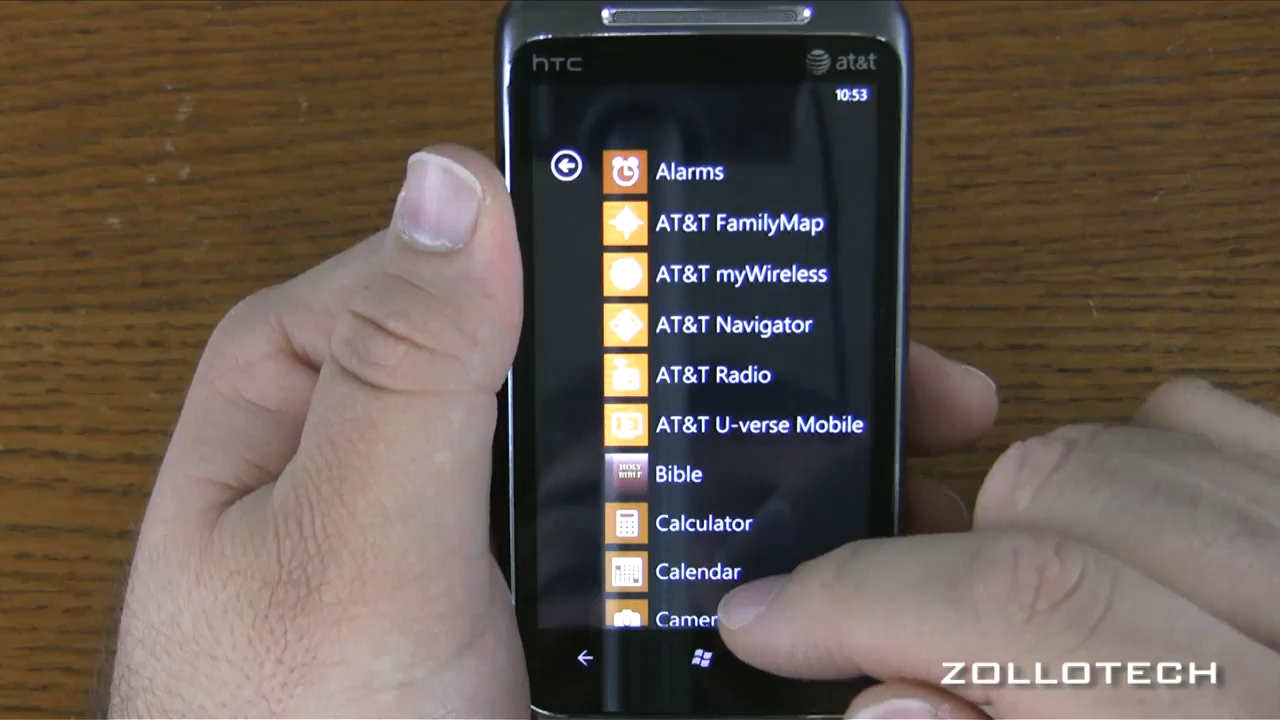 hTC
at&t
10:53
Alarms
AT&T FamilyMap
AT&T myWireless
AT&T Navigator
AT&T Radio
AT&T U-verse Mobile
HOLY
BIBLE
Bible
Calculator
Calendar
Camer
ZOLLOTECH